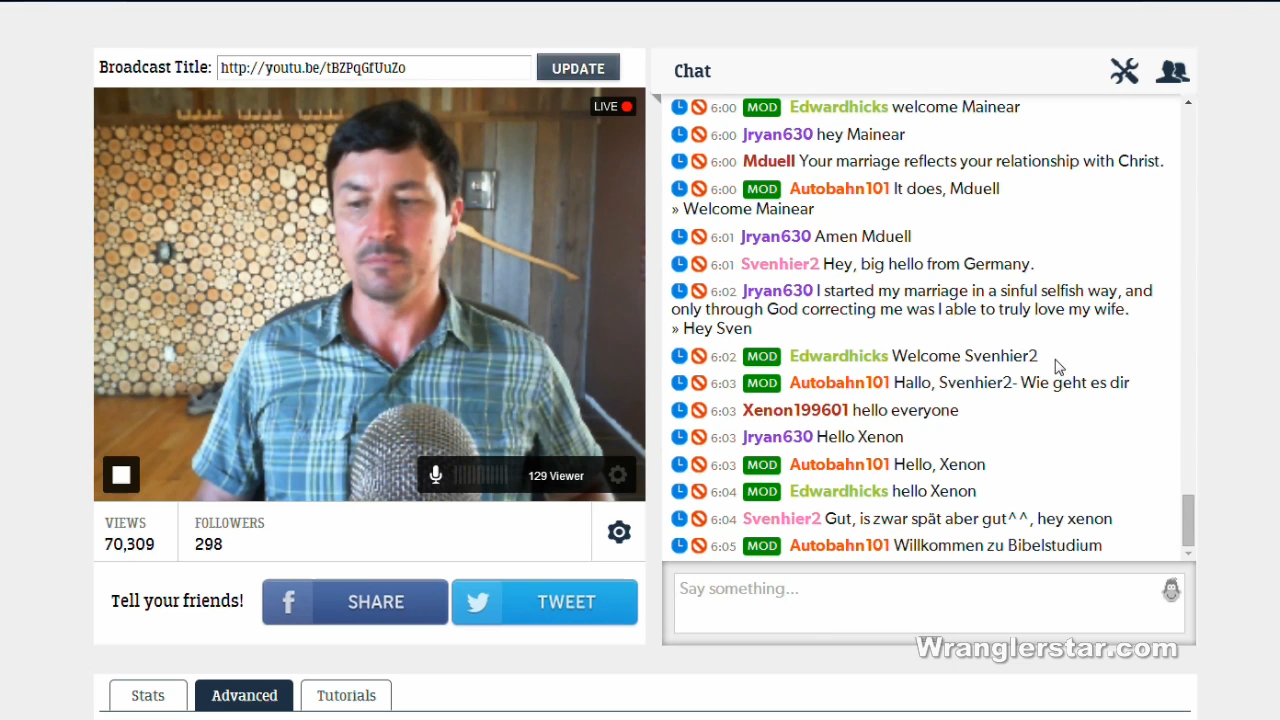 Broadcast Title: http://youtu.be/tBZPqGfUuZo UPDATE
LIVE
129 Viewer
VIEWS
70,309
FOLLOWERS
298
Tell your friends! SHARE TWEET
Chat
6:00 MOD Edwardhicks welcome Mainear
6:00 Jryan630 hey Mainear
6:00 Mduell Your marriage reflects your relationship with Christ.
6:00 MOD Autobahn101 It does, Mduell
» Welcome Mainear
6:01 Jryan630 Amen Mduell
6:01 Svenhier2 Hey, big hello from Germany.
6:02 Jryan630 I started my marriage in a sinful selfish way, and
only through God correcting me was I able to truly love my wife.
» Hey Sven
6:02 MOD Edwardhicks Welcome Svenhier2
6:03 MOD Autobahn101 Hallo, Svenhier2- Wie geht es dir
6:03 Xenon199601 hello everyone
6:03 Jryan630 Hello Xenon
6:03 MOD Autobahn101 Hello, Xenon
6:04 MOD Edwardhicks hello Xenon
6:04 Svenhier2 Gut, is zwar spät aber gut^^, hey xenon
6:05 MOD Autobahn101 Willkommen zu Bibelstudium
Say something...
Wranglerstar.com
Stats Advanced Tutorials